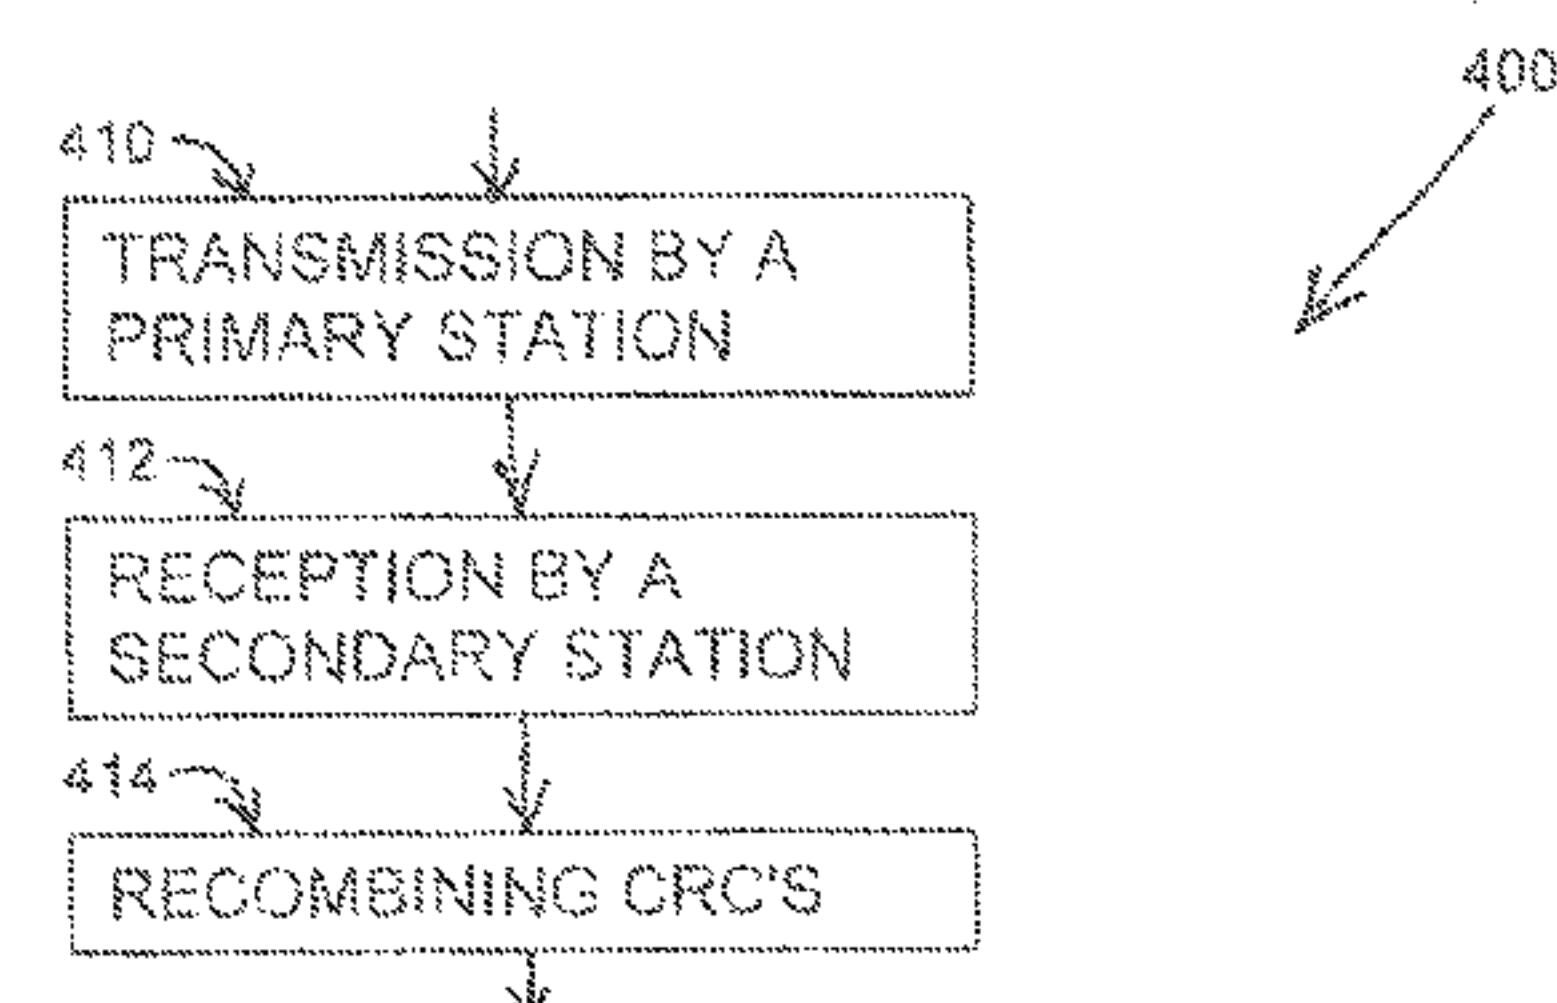 400
410
TRANSMISSION BY A
PRIMARY STATION
412
RECEPTION BY A
SECONDARY STATION
414
RECOMBINING CRC'S